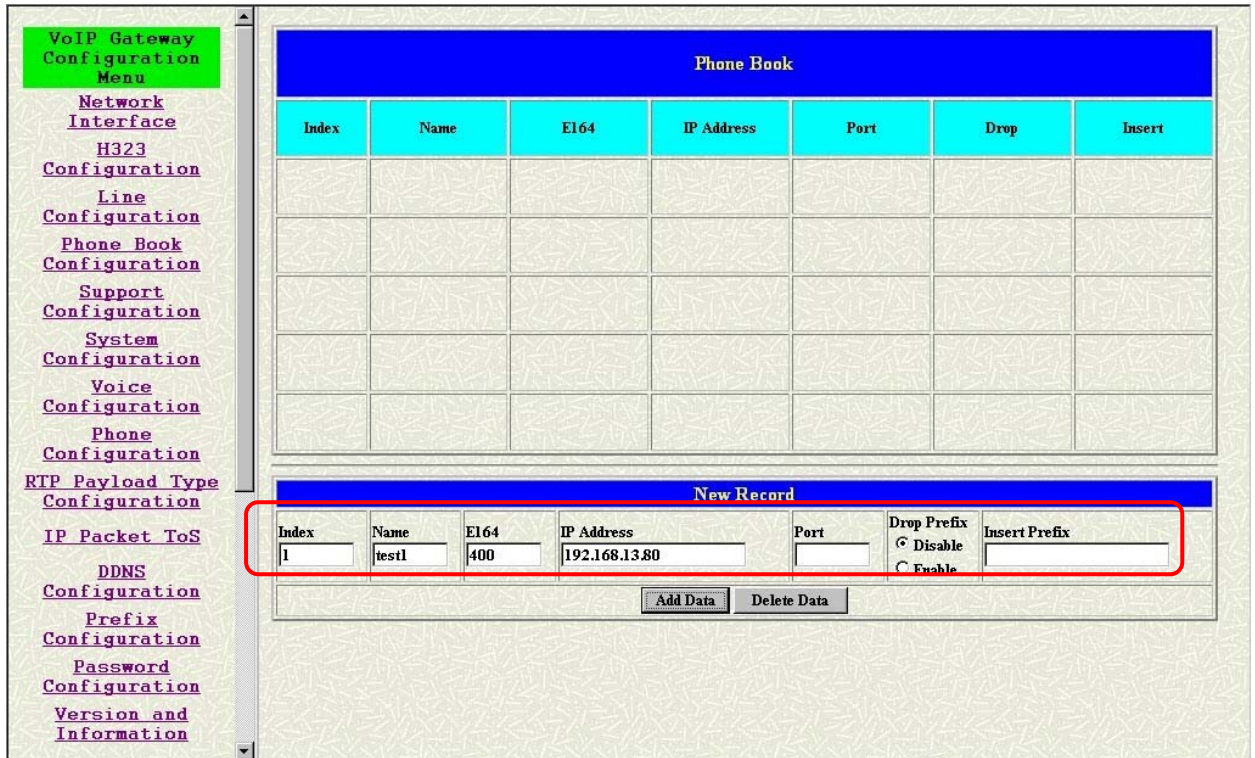 VoIP Gateway
Configuration
Menu
Network
Interface
H323
Configuration
Line
Configuration
Phone Book
Configuration
Support
Configuration
System
Configuration
Voice
Configuration
Phone
Configuration
RTP Payload Type
Configuration
IP Packet ToS
DDNS
Configuration
Prefix
Configuration
Password
Configuration
Version and
Information
Phone Book
Index Name E164 IP Address Port Drop Insert
New Record
Index Name E164 IP Address Port Drop Prefix Insert Prefix
Disable
1 test1 400 192.168.13.80
Enable
Add Data Delete Data